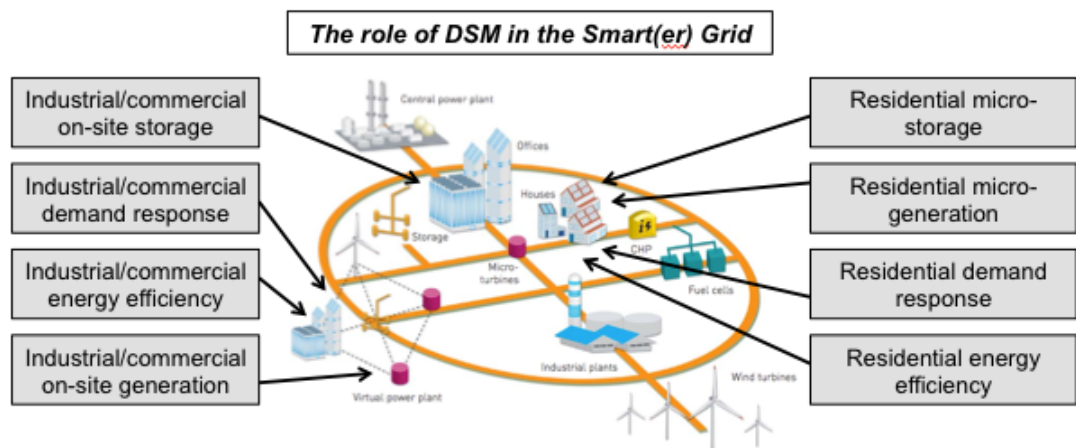 The role of DSM in the Smart(er) Grid
Industrial/commercial
on-site storage
Industrial/commercial
demand response
Industrial/commercial
energy efficiency
Industrial/commercial
on-site generation
Central power plant
Offices
Houses
Storage
Micro-
turbines
CHP
Fuel cells
Industrial plants
Virtual power plant
Wind turbines
Residential micro-
storage
Residential micro-
generation
Residential demand
response
Residential energy
efficiency